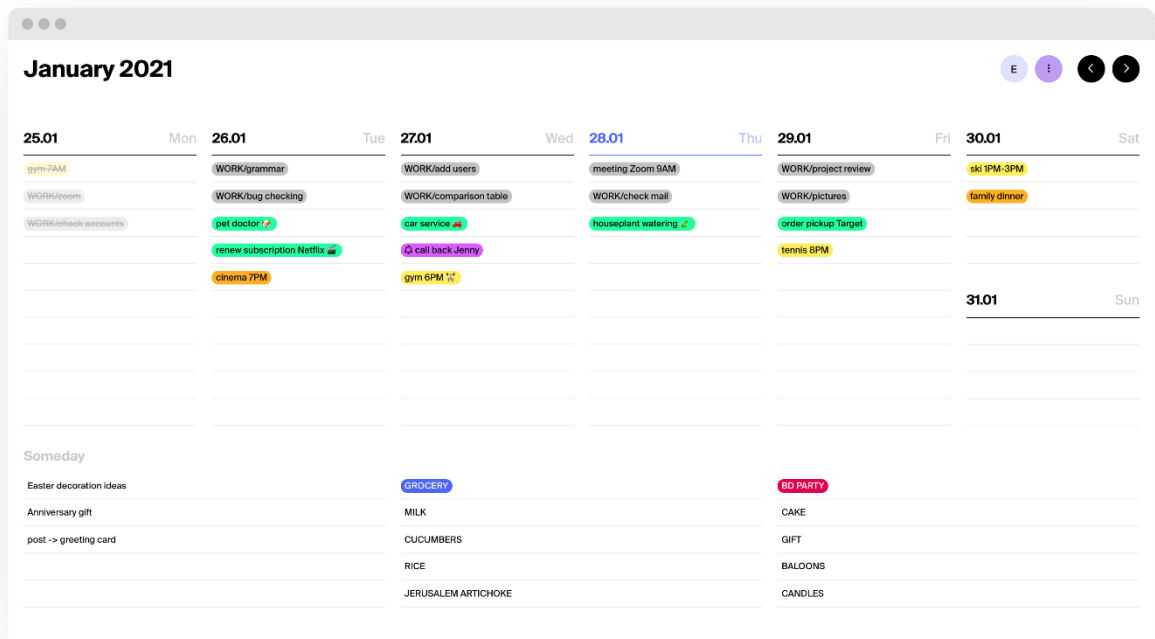 January 2021
E
25.01 Mon
gym 7AM
WORK/zoom
WORK/check accounts
26.01 Tue
WORK/grammar
WORK/bug checking
pet doctor 🐶
renew subscription Netflix 🎬
cinema 7PM
27.01 Wed
WORK/add users
WORK/comparison table
car service 🚗
call back Jenny
gym 6PM 🏋️
28.01 Thu
meeting Zoom 9AM
WORK/check mail
houseplant watering 🌿
29.01 Fri
WORK/project review
WORK/pictures
order pickup Target
tennis 8PM
30.01 Sat
ski 1PM-3PM
family dinner
31.01 Sun
Someday
Easter decoration ideas
Anniversary gift
post -> greeting card
GROCERY
MILK
CUCUMBERS
RICE
JERUSALEM ARTICHOKE
BD PARTY
CAKE
GIFT
BALOONS
CANDLES